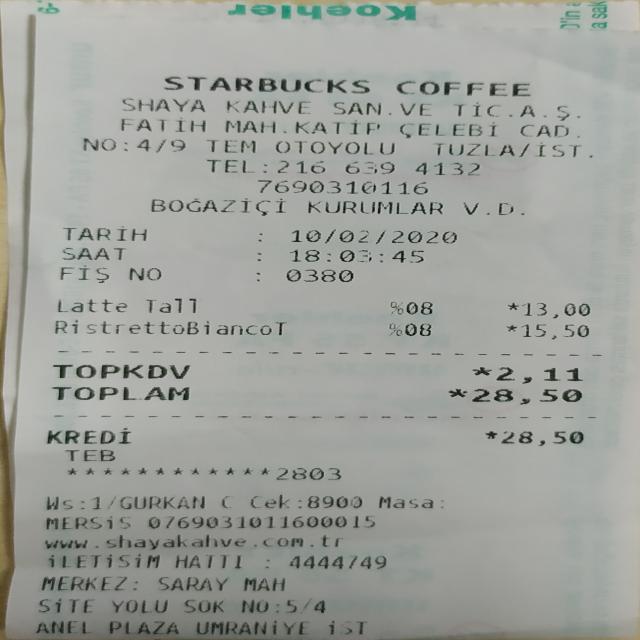 Koehler
STARBUCKS COFFEE
SHAYA KAHVE SAN.VE TİC.A.Ş.
FATİH MAH.KATİP ÇELEBİ CAD.
NO:4/9 TEM OTOYOLU TUZLA/İST.
TEL:216 639 4132
7690310116
BOĞAZİÇİ KURUMLAR V.D.
TARİH : 10/02/2020
SAAT : 18:03:45
FİŞ NO : 0380
Latte Tall %08 *13,00
RistrettoBiancoT %08 *15,50
TOPKDV *2,11
TOPLAM *28,50
KREDİ *28,50
TEB
************2803
Ws:1/GURKAN C Cek:8900 Masa:
MERSİS 0769031011600015
www.shayakahve.com.tr
İLETİSİM HATTI : 4444749
MERKEZ: SARAY MAH
SİTE YOLU SOK NO:5/4
ANEL PLAZA UMRANİYE İST